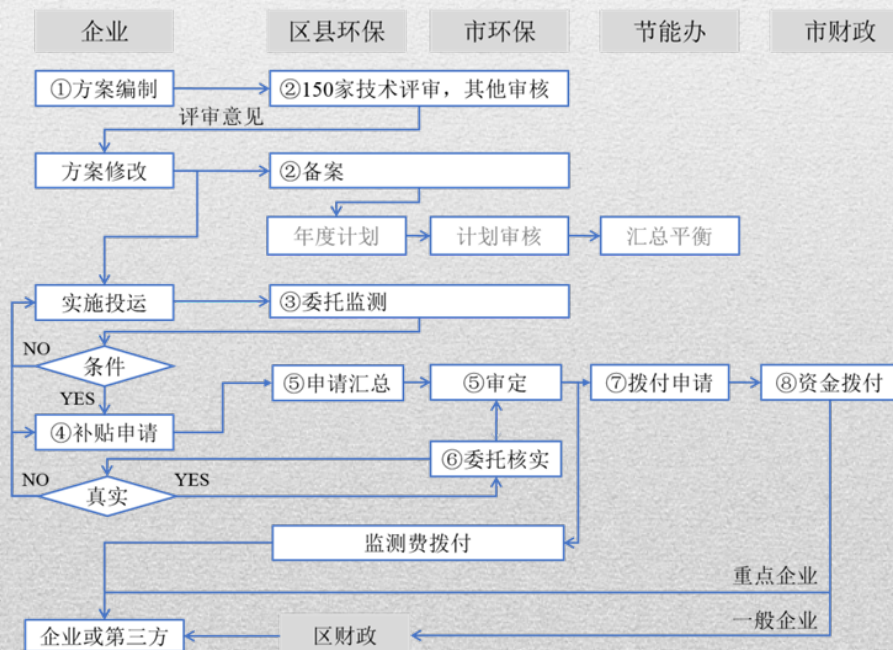 企业
区县环保
市环保
节能办
市财政
①方案编制
②150家技术评审，其他审核
评审意见
方案修改
②备案
年度计划
计划审核
汇总平衡
实施投运
③委托监测
NO
条件
YES
⑤申请汇总
⑤审定
⑦拨付申请
⑧资金拨付
④补贴申请
⑥委托核实
NO
真实
YES
监测费拨付
重点企业
一般企业
企业或第三方
区财政